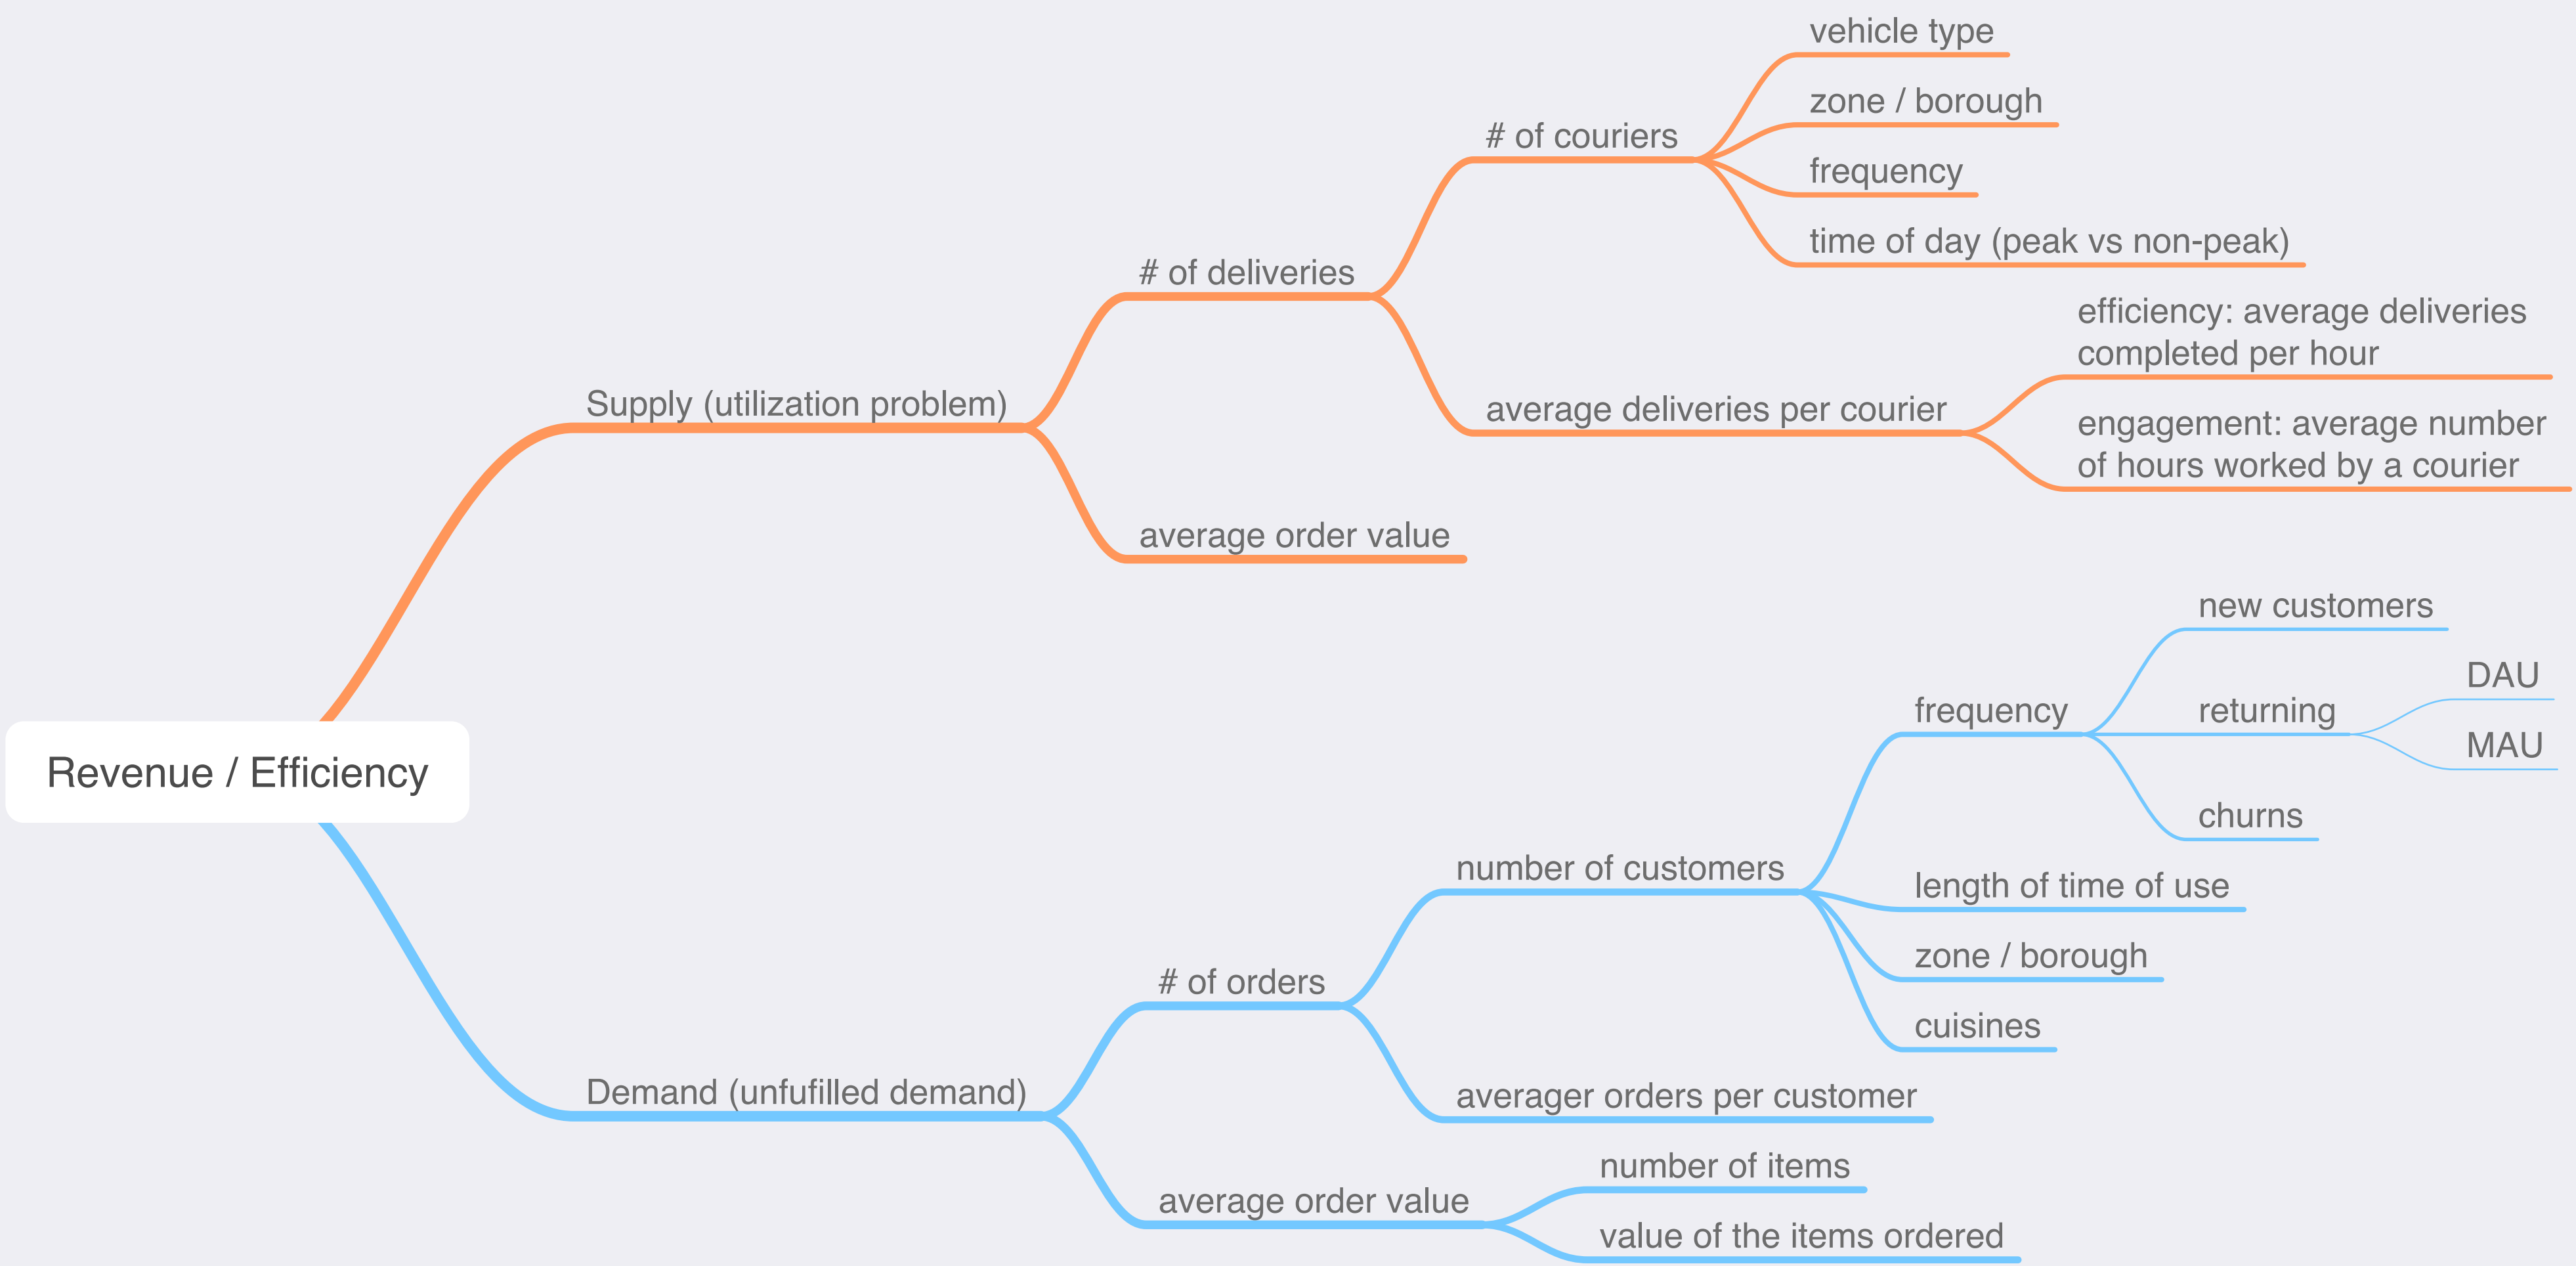 vehicle type
zone / borough
# of couriers
frequency
time of day (peak vs non-peak)
# of deliveries
efficiency: average deliveries
completed per hour
Supply (utilization problem)
average deliveries per courier
engagement: average number
of hours worked by a courier
average order value
new customers
DAU
frequency
returning
MAU
Revenue / Efficiency
churns
number of customers
length of time of use
zone / borough
# of orders
cuisines
Demand (unfufilled demand)
averager orders per customer
number of items
average order value
value of the items ordered